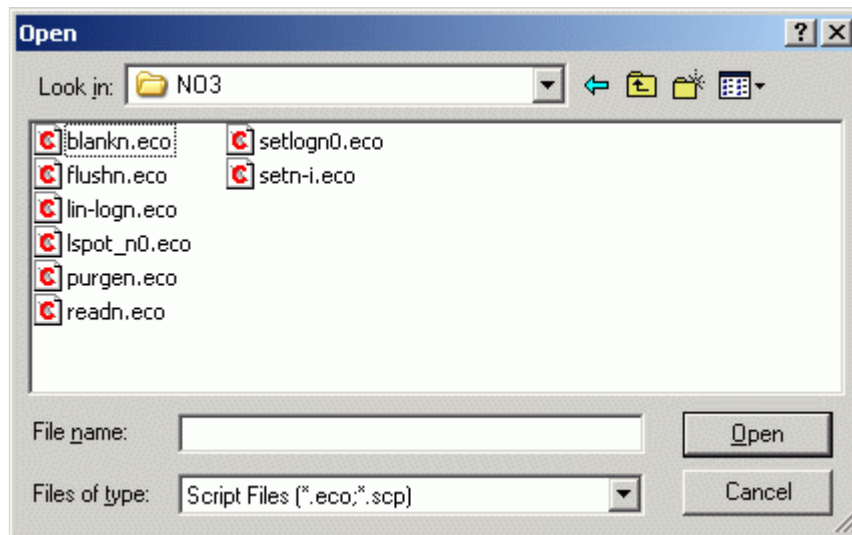 Open
Look in: NO3
blankn.eco
flushn.eco
lin-logn.eco
lspot_n0.eco
purgen.eco
readn.eco
setlogn0.eco
setn-i.eco
File name:
Open
Files of type: Script Files (*.eco;*.scp)
Cancel